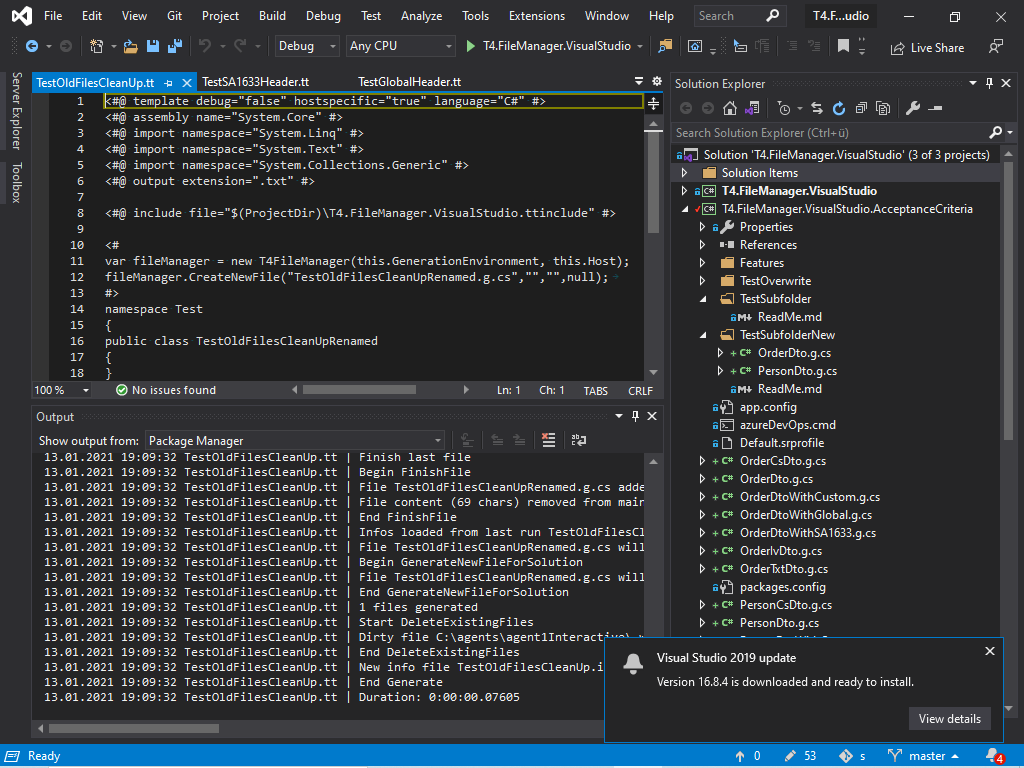 File Edit View Git Project Build Debug Test Analyze Tools Extensions Window Help Search T4.F...udio
Debug Any CPU T4.FileManager.VisualStudio Live Share
Server Explorer
Toolbox
TestOldFilesCleanUp.tt TestSA1633Header.tt TestGlobalHeader.tt
1 <#@ template debug="false" hostspecific="true" language="C#" #>
2 <#@ assembly name="System.Core" #>
3 <#@ import namespace="System.Linq" #>
4 <#@ import namespace="System.Text" #>
5 <#@ import namespace="System.Collections.Generic" #>
6 <#@ output extension=".txt" #>
7
8 <#@ include file="$(ProjectDir)\T4.FileManager.VisualStudio.ttinclude" #>
9
10 <#
11 var fileManager = new T4FileManager(this.GenerationEnvironment, this.Host);
12 fileManager.CreateNewFile("TestOldFilesCleanUpRenamed.g.cs","","",null);
13 #>
14 namespace Test
15 {
16 public class TestOldFilesCleanUpRenamed
17 {
18 }
100 % No issues found Ln: 1 Ch: 1 TABS CRLF
Output
Show output from: Package Manager
13.01.2021 19:09:32 TestOldFilesCleanUp.tt | Finish last file
13.01.2021 19:09:32 TestOldFilesCleanUp.tt | Begin FinishFile
13.01.2021 19:09:32 TestOldFilesCleanUp.tt | File TestOldFilesCleanUpRenamed.g.cs adde
13.01.2021 19:09:32 TestOldFilesCleanUp.tt | File content (69 chars) removed from main
13.01.2021 19:09:32 TestOldFilesCleanUp.tt | End FinishFile
13.01.2021 19:09:32 TestOldFilesCleanUp.tt | Infos loaded from last run TestOldFilesCl
13.01.2021 19:09:32 TestOldFilesCleanUp.tt | File TestOldFilesCleanUpRenamed.g.cs will
13.01.2021 19:09:32 TestOldFilesCleanUp.tt | Begin GenerateNewFileForSolution
13.01.2021 19:09:32 TestOldFilesCleanUp.tt | File TestOldFilesCleanUpRenamed.g.cs will
13.01.2021 19:09:32 TestOldFilesCleanUp.tt | End GenerateNewFileForSolution
13.01.2021 19:09:32 TestOldFilesCleanUp.tt | 1 files generated
13.01.2021 19:09:32 TestOldFilesCleanUp.tt | Start DeleteExistingFiles
13.01.2021 19:09:32 TestOldFilesCleanUp.tt | Dirty file C:\agents\agent1Interactive\
13.01.2021 19:09:32 TestOldFilesCleanUp.tt | End DeleteExistingFiles
13.01.2021 19:09:32 TestOldFilesCleanUp.tt | New info file TestOldFilesCleanUp.i
13.01.2021 19:09:32 TestOldFilesCleanUp.tt | End Generate
13.01.2021 19:09:32 TestOldFilesCleanUp.tt | Duration: 0:00:00.07605
Solution Explorer
Search Solution Explorer (Ctrl+ü)
Solution 'T4.FileManager.VisualStudio' (3 of 3 projects)
Solution Items
C# T4.FileManager.VisualStudio
C# T4.FileManager.VisualStudio.AcceptanceCriteria
Properties
References
Features
TestOverwrite
TestSubfolder
M+ ReadMe.md
TestSubfolderNew
+ C# OrderDto.g.cs
+ C# PersonDto.g.cs
M+ ReadMe.md
app.config
azureDevOps.cmd
Default.srprofile
+ C# OrderCsDto.g.cs
+ C# OrderDto.g.cs
+ C# OrderDtoWithCustom.g.cs
+ C# OrderDtoWithGlobal.g.cs
+ C# OrderDtoWithSA1633.g.cs
+ C# OrderIvDto.g.cs
+ C# OrderTxtDto.g.cs
packages.config
+ C# PersonCsDto.g.cs
+ C# PersonDto.g.cs
Visual Studio 2019 update
Version 16.8.4 is downloaded and ready to install.
View details
Ready 0 53 s master 4